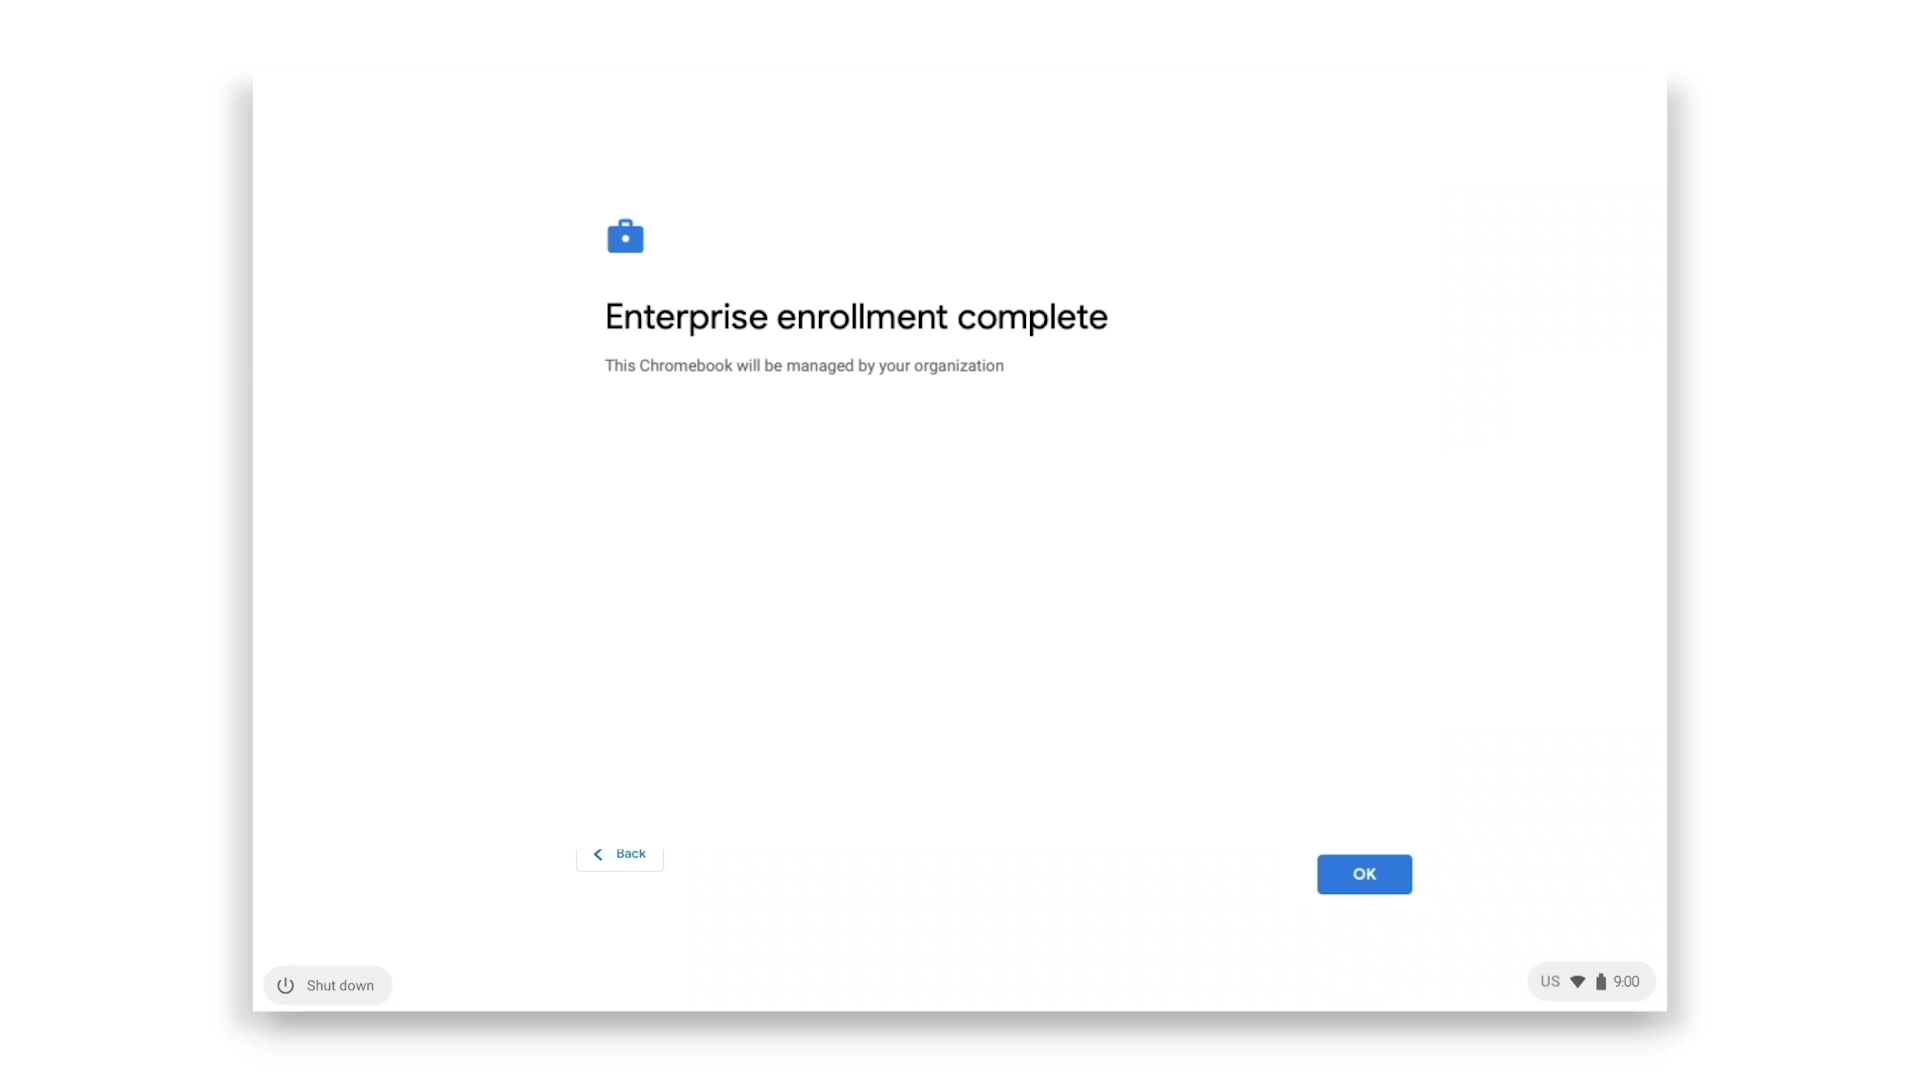 Enterprise enrollment complete
This Chromebook will be managed by your organization
Back
OK
Shut down
US 9:00